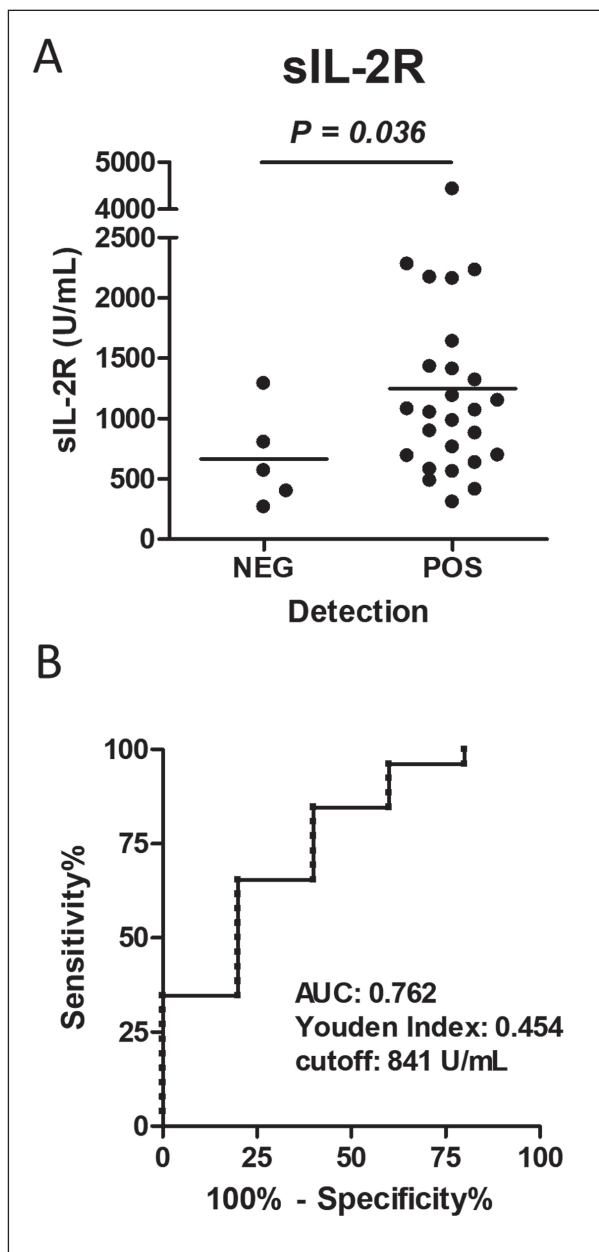 A
sIL-2R
P = 0.036
sIL-2R (U/mL)
5000
4000
2500
2000
1500
1000
500
0
NEG POS
Detection
B
Sensitivity%
100
75
50
25
0
AUC: 0.762
Youden Index: 0.454
cutoff: 841 U/mL
0 25 50 75 100
100% - Specificity%